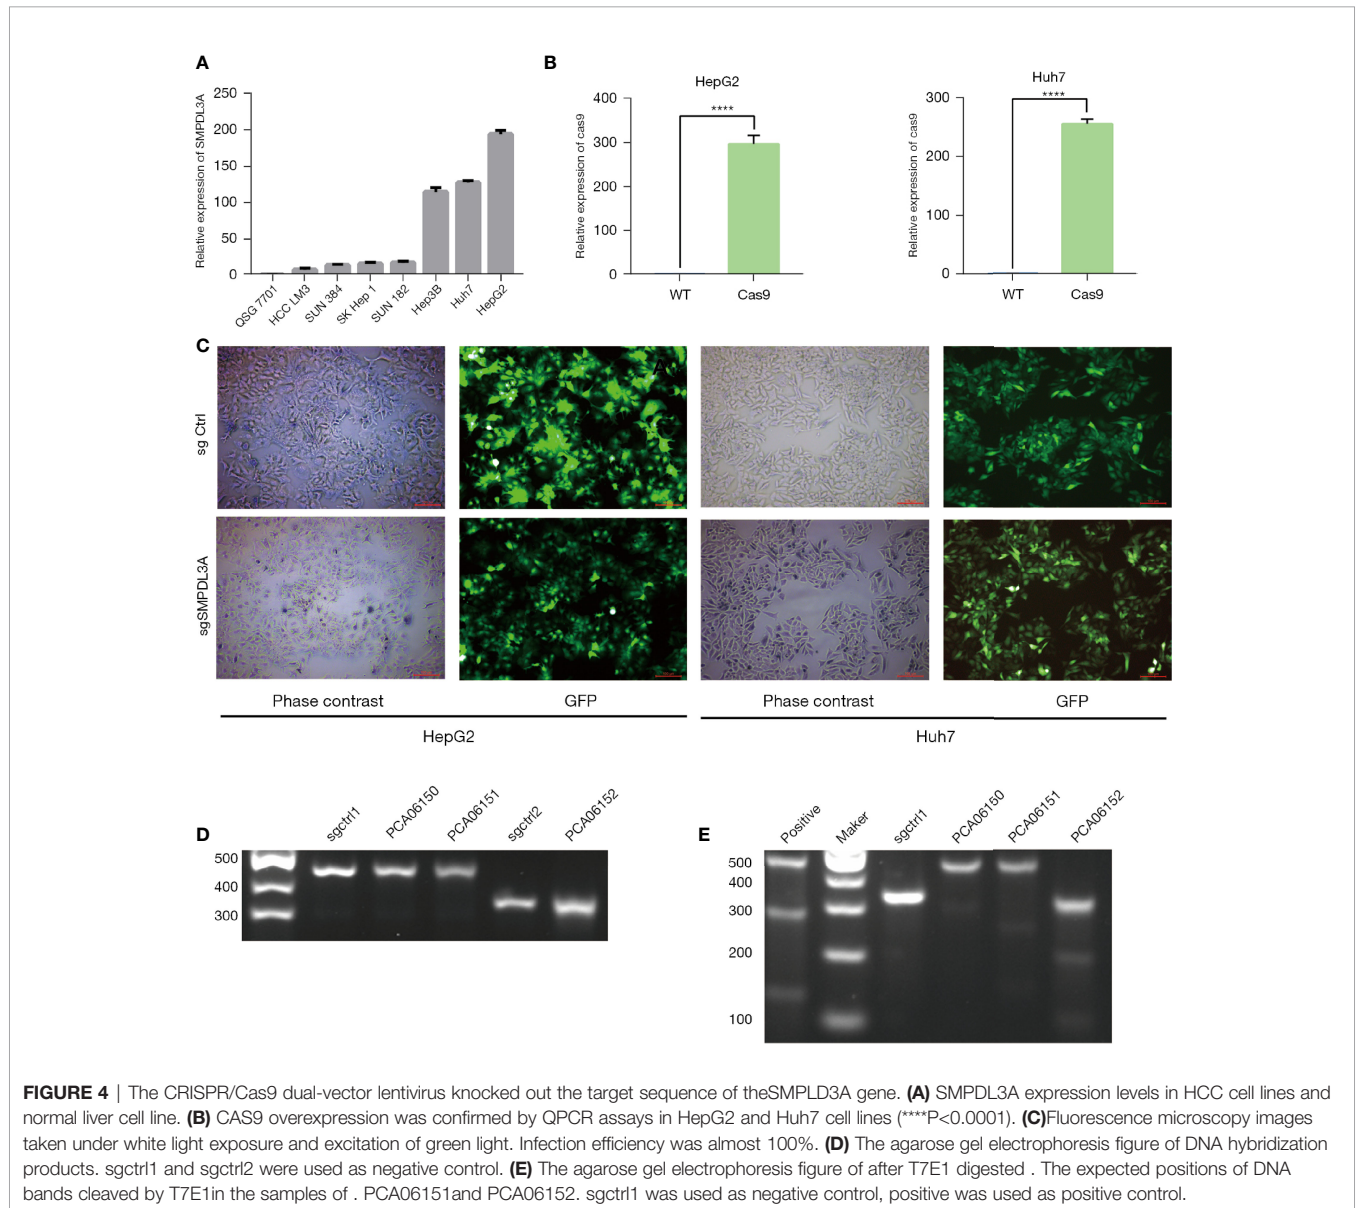 A
Relative expression of SMPDL3A
250
200
150
100
50
0
QSG 7701
HCC LM3
SUN 384
SK Hep 1
SUN 182
Hep3B
Huh7
HepG2
B
HepG2
Relative expression of cas9
400
300
200
100
0
****
WT
Cas9
Huh7
Relative expression of cas9
300
200
100
0
****
WT
Cas9
C
sg Ctrl
sgSMPDL3A
Phase contrast
GFP
Phase contrast
GFP
HepG2
Huh7
D
sgctrl1
PCA06150
PCA06151
sgctrl2
PCA06152
500
400
300
E
Positive
Maker
sgctrl1
PCA06150
PCA06151
PCA06152
500
400
300
200
100
FIGURE 4 | The CRISPR/Cas9 dual-vector lentivirus knocked out the target sequence of theSMPLD3A gene. (A) SMPDL3A expression levels in HCC cell lines and
normal liver cell line. (B) CAS9 overexpression was confirmed by QPCR assays in HepG2 and Huh7 cell lines (****P<0.0001). (C)Fluorescence microscopy images
taken under white light exposure and excitation of green light. Infection efficiency was almost 100%. (D) The agarose gel electrophoresis figure of DNA hybridization
products. sgctrl1 and sgctrl2 were used as negative control. (E) The agarose gel electrophoresis figure of after T7E1 digested . The expected positions of DNA
bands cleaved by T7E1in the samples of . PCA06151and PCA06152. sgctrl1 was used as negative control, positive was used as positive control.